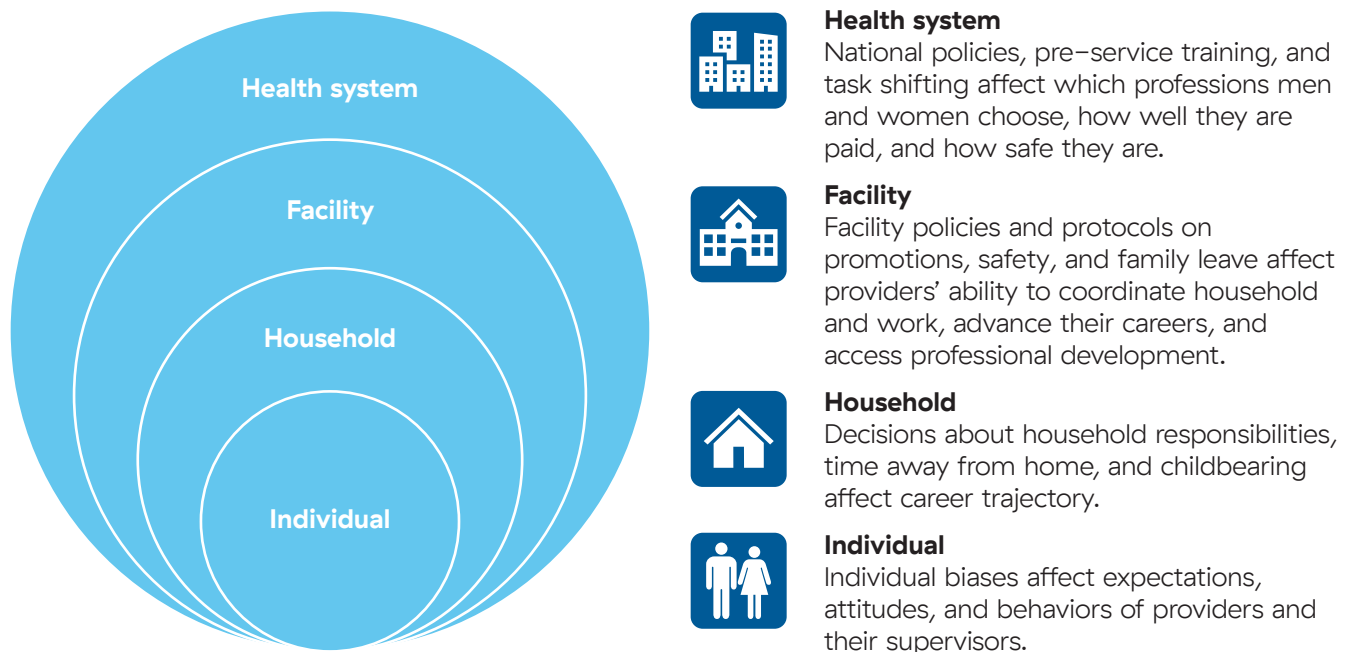 Health system
Facility
Household
Individual
Health system
National policies, pre–service training, and
task shifting affect which professions men
and women choose, how well they are
paid, and how safe they are.
Facility
Facility policies and protocols on
promotions, safety, and family leave affect
providers’ ability to coordinate household
and work, advance their careers, and
access professional development.
Household
Decisions about household responsibilities,
time away from home, and childbearing
affect career trajectory.
Individual
Individual biases affect expectations,
attitudes, and behaviors of providers and
their supervisors.